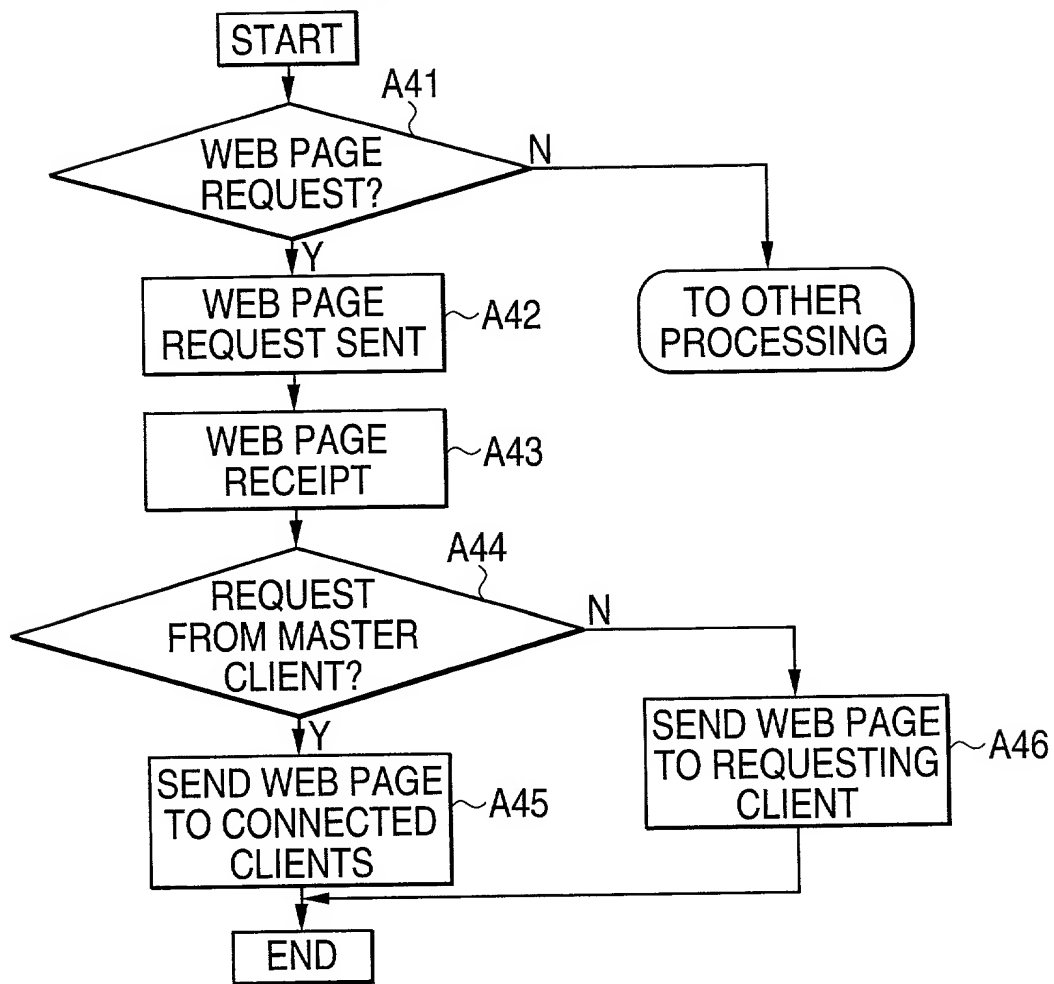 START
A41
WEB PAGE
REQUEST?
N
Y
WEB PAGE
REQUEST SENT
A42
TO OTHER
PROCESSING
WEB PAGE
RECEIPT
A43
A44
REQUEST
FROM MASTER
CLIENT?
N
Y
SEND WEB PAGE
TO CONNECTED
CLIENTS
A45
SEND WEB PAGE
TO REQUESTING
CLIENT
A46
END